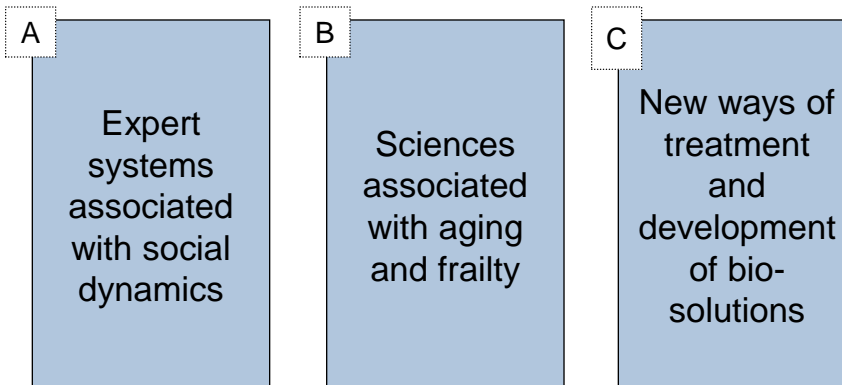 A
Expert
systems
associated
with social
dynamics
B
Sciences
associated
with aging
and frailty
C
New ways of
treatment
and
development
of bio-
solutions